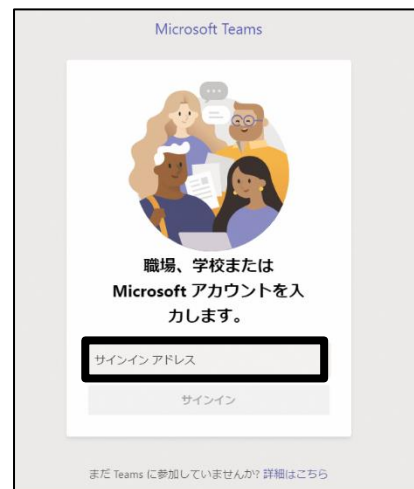 Microsoft Teams
職場、学校または
Microsoft アカウントを入
力します。
サインイン アドレス
サインイン
まだ Teams に参加していませんか? 詳細はこちら